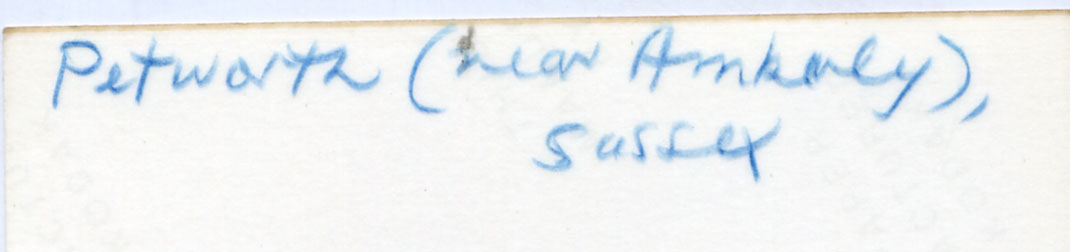 Petworth (near Amberley),
Sussex